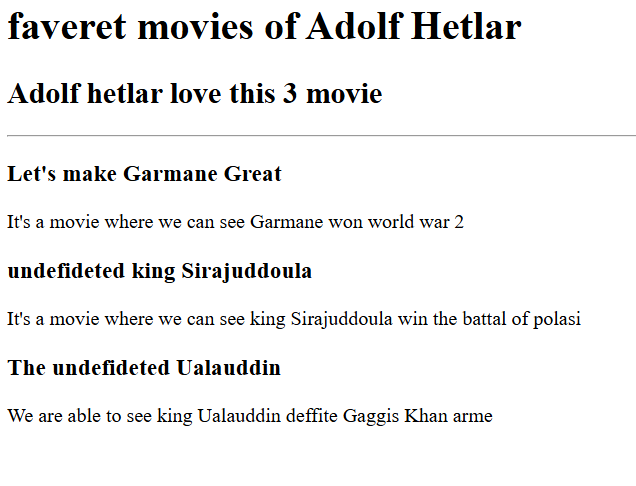 faveret movies of Adolf Hetlar
Adolf hetlar love this 3 movie
Let's make Garmane Great
It's a movie where we can see Garmane won world war 2
undefideted king Sirajuddoula
It's a movie where we can see king Sirajuddoula win the battal of polasi
The undefideted Ualauddin
We are able to see king Ualauddin deffite Gaggis Khan arme